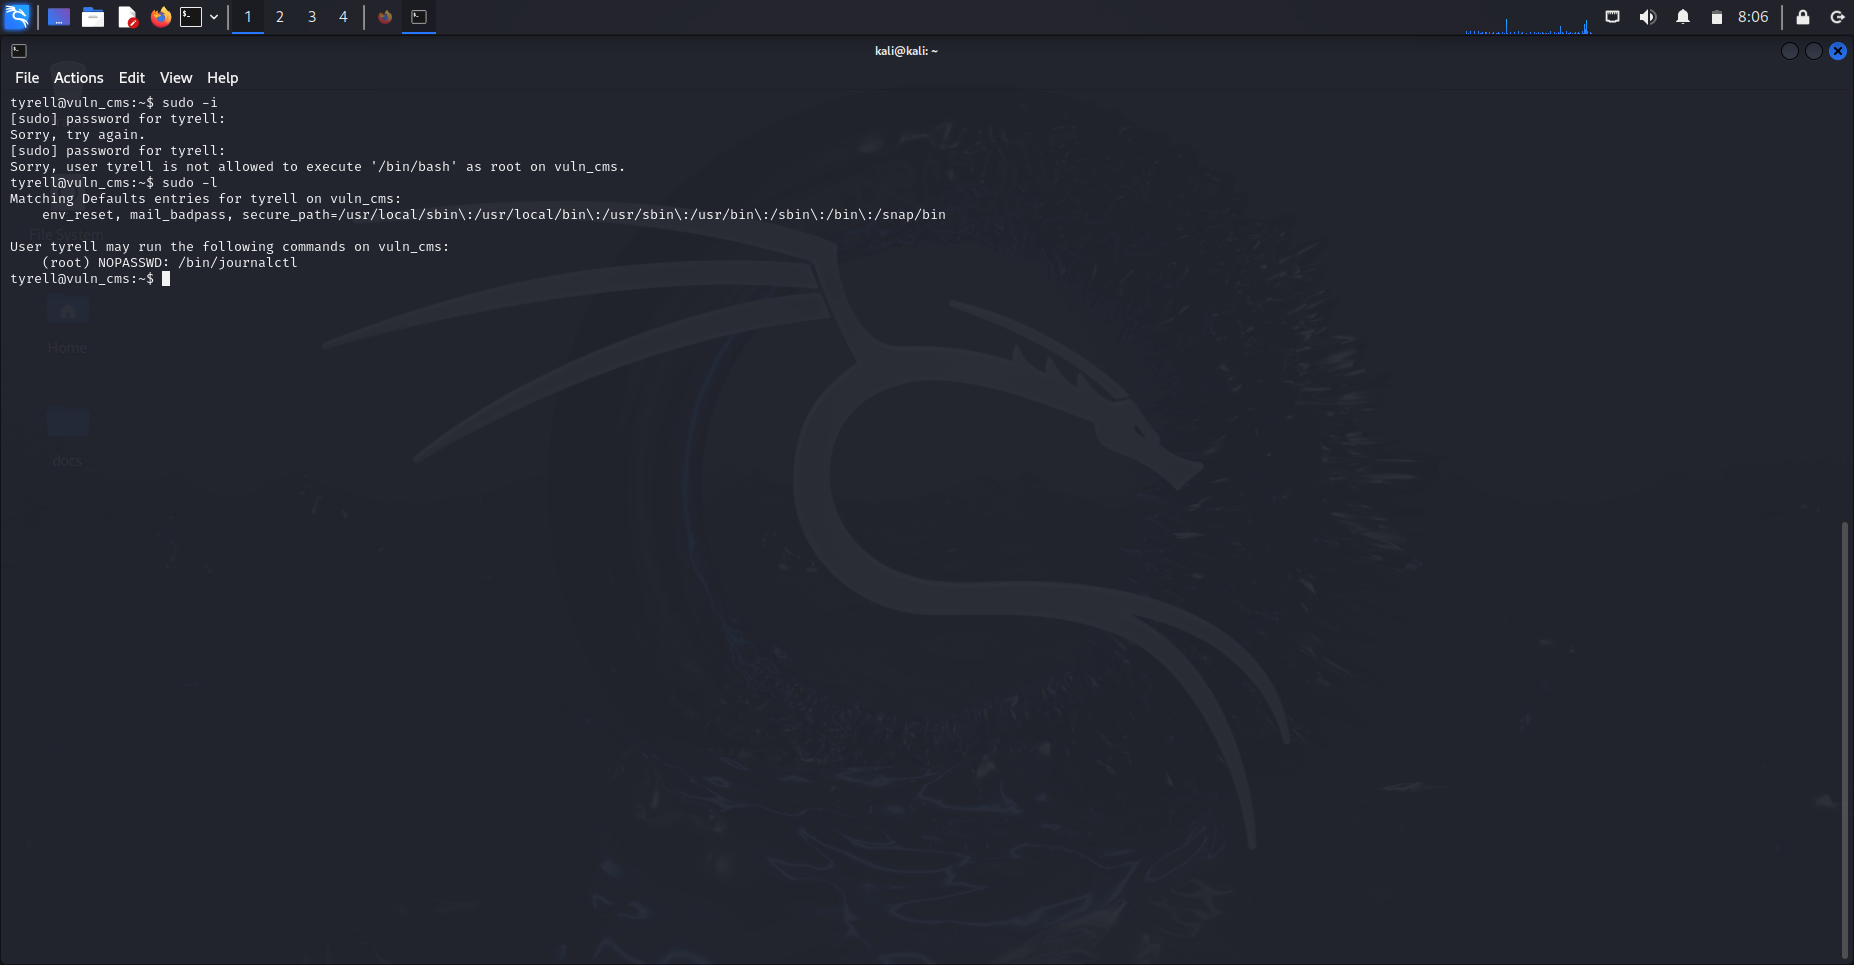 1 2 3 4 8:06
kali@kali: ~
File Actions Edit View Help
tyrell@vuln_cms:~$ sudo -i
[sudo] password for tyrell:
Sorry, try again.
[sudo] password for tyrell:
Sorry, user tyrell is not allowed to execute '/bin/bash' as root on vuln_cms.
tyrell@vuln_cms:~$ sudo -l
Matching Defaults entries for tyrell on vuln_cms:
env_reset, mail_badpass, secure_path=/usr/local/sbin\:/usr/local/bin\:/usr/sbin\:/usr/bin\:/sbin\:/bin\:/snap/bin
File System
User tyrell may run the following commands on vuln_cms:
(root) NOPASSWD: /bin/journalctl
tyrell@vuln_cms:~$
Home
docs